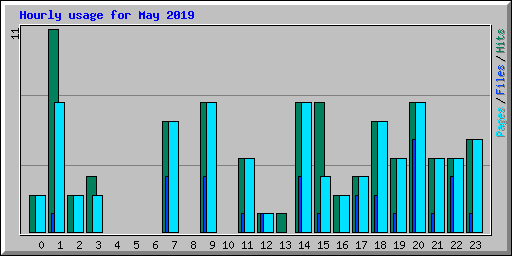 Hourly usage for May 2019
11
Pages / Files / Hits
0 1 2 3 4 5 6 7 8 9 10 11 12 13 14 15 16 17 18 19 20 21 22 23